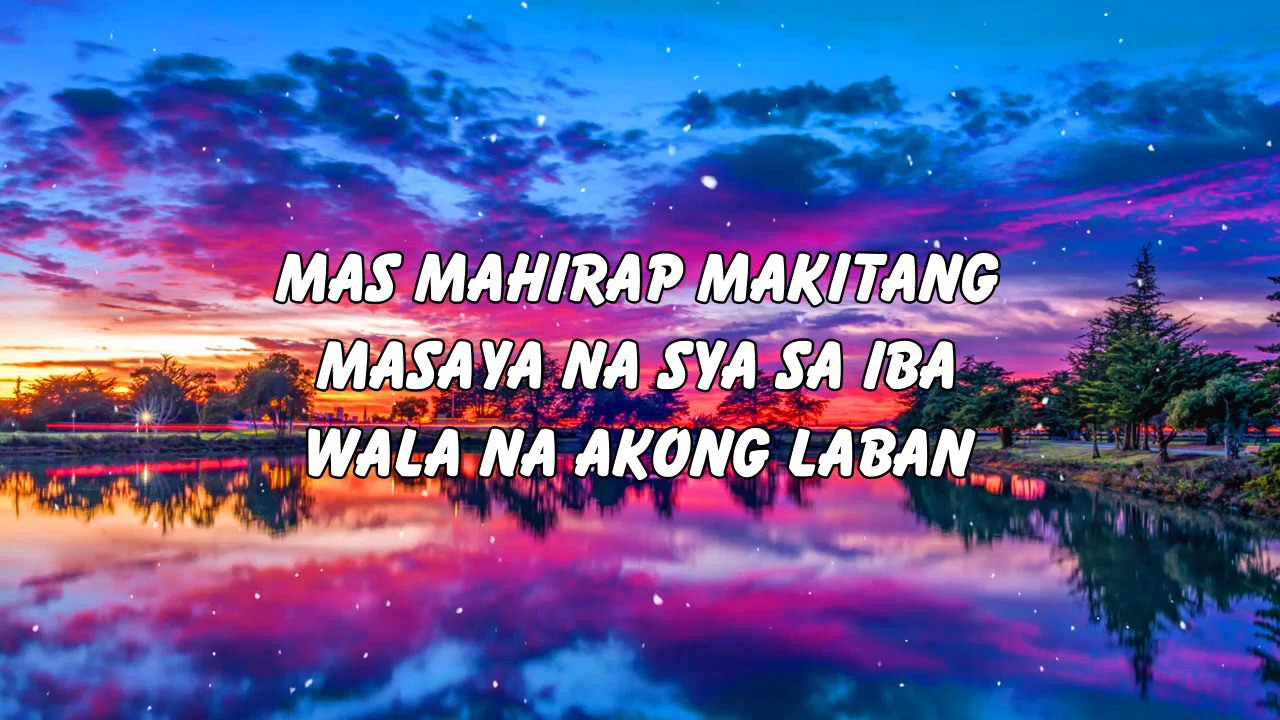 MAS MAHIRAP MAKITANG
MASAYA NA SYA SA IBA
WALA NA AKONG LABAN